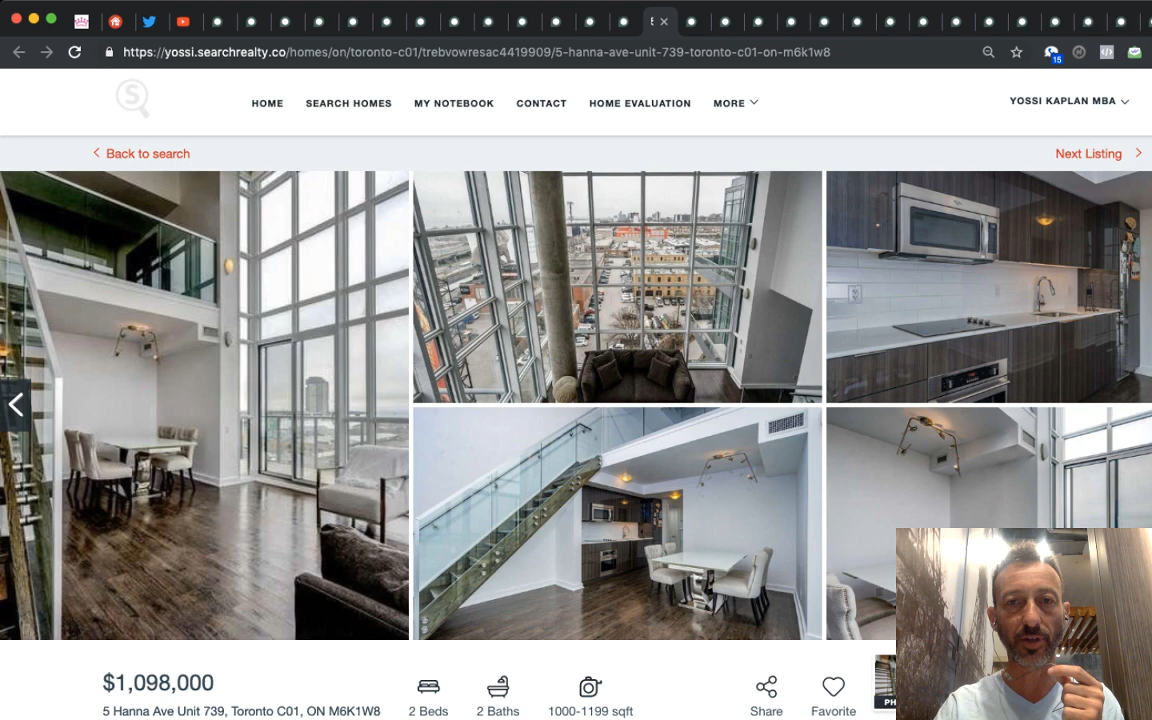 https://yossi.searchrealty.co/homes/on/toronto-c01/trebvowresac4419909/5-hanna-ave-unit-739-toronto-c01-on-m6k1w8
15
S
HOME SEARCH HOMES MY NOTEBOOK CONTACT HOME EVALUATION MORE
YOSSI KAPLAN MBA
Back to search
Next Listing
$1,098,000
5 Hanna Ave Unit 739, Toronto C01, ON M6K1W8
2 Beds
2 Baths
1000-1199 sqft
Share
Favorite
PH